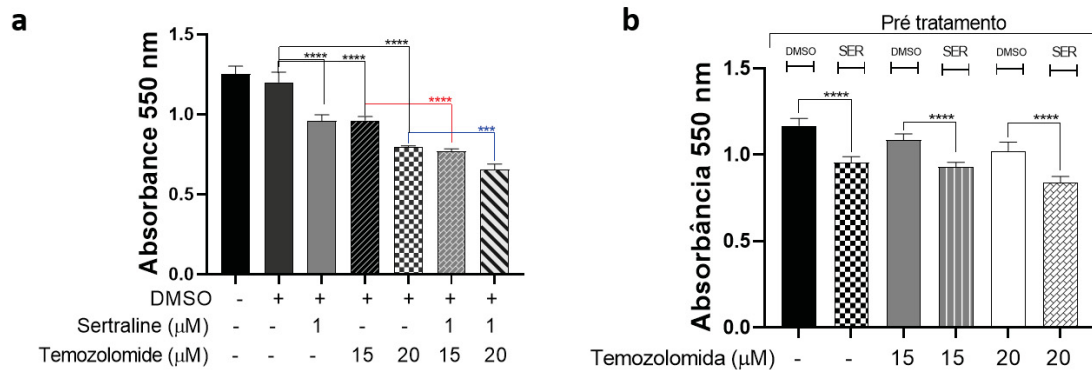 a
Absorbance 550 nm
1.5
1.0
0.5
0.0
****
****
****
****
***
DMSO - + + + + + +
Sertraline (μM) - - 1 - - 1 1
Temozolomide (μM) - - - 15 20 15 20
b
Pré tratamento
DMSO SER DMSO SER DMSO SER
Absorbância 550 nm
1.5
1.0
0.5
0.0
****
****
****
Temozolomida (μM) - - 15 15 20 20